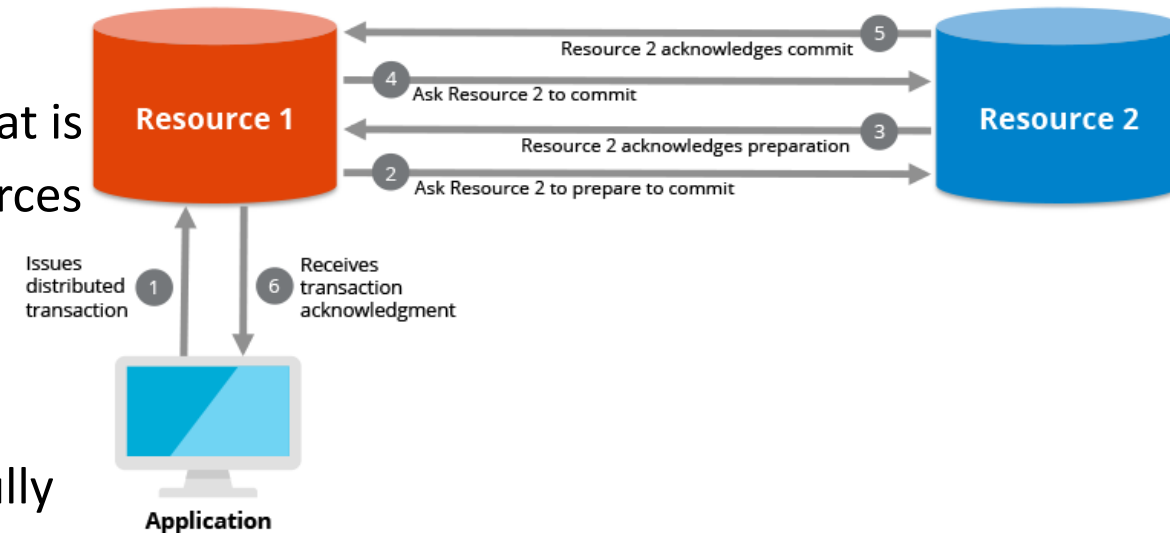 5
Resource 2 acknowledges commit
4
Ask Resource 2 to commit
Resource 1
Resource 2
at is
3
Resource 2 acknowledges preparation
2
Ask Resource 2 to prepare to commit
rces
Issues
distributed
transaction
1
6
Receives
transaction
acknowledgment
lly
Application